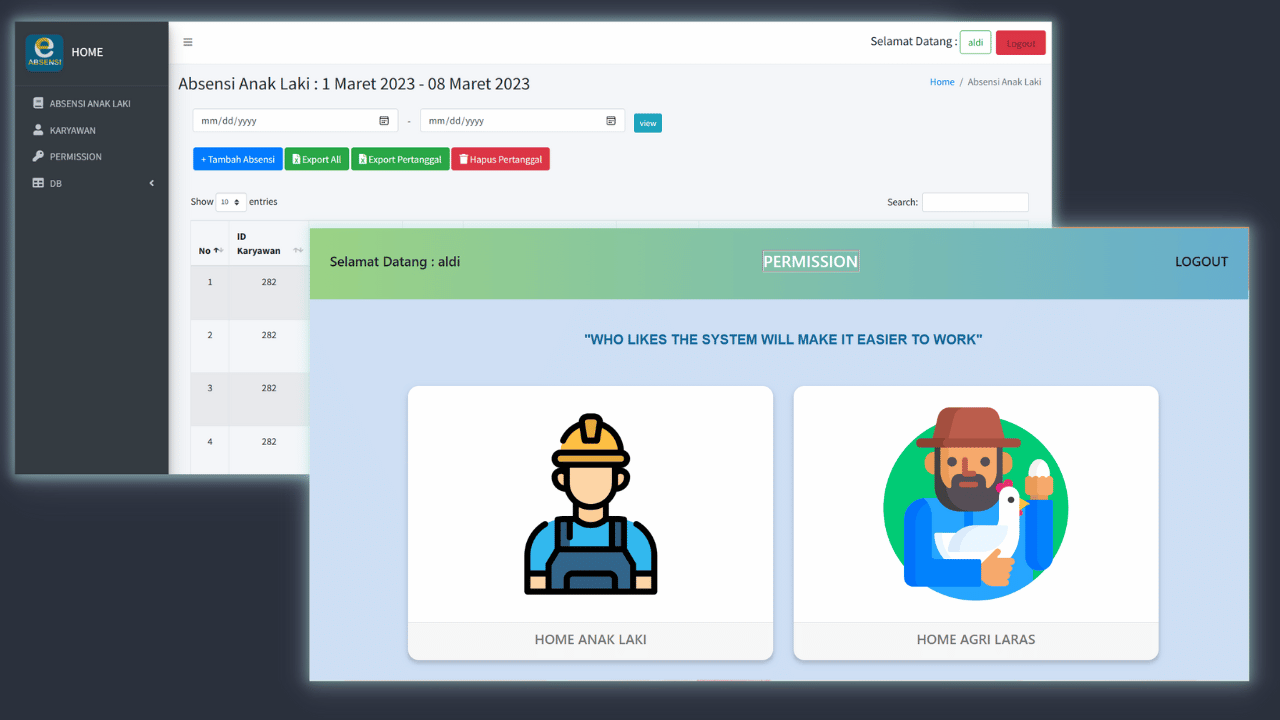 e
ABSENSI
HOME
ABSENSI ANAK LAKI
KARYAWAN
PERMISSION
DB
Selamat Datang : aldi Logout
Absensi Anak Laki : 1 Maret 2023 - 08 Maret 2023
Home / Absensi Anak Laki
mm/dd/yyyy - mm/dd/yyyy view
+ Tambah Absensi Export All Export Pertanggal Hapus Pertanggal
Show 10 entries Search:
No ID Karyawan
1 282
2 282
3 282
4 282
Selamat Datang : aldi PERMISSION LOGOUT
"WHO LIKES THE SYSTEM WILL MAKE IT EASIER TO WORK"
HOME ANAK LAKI HOME AGRI LARAS